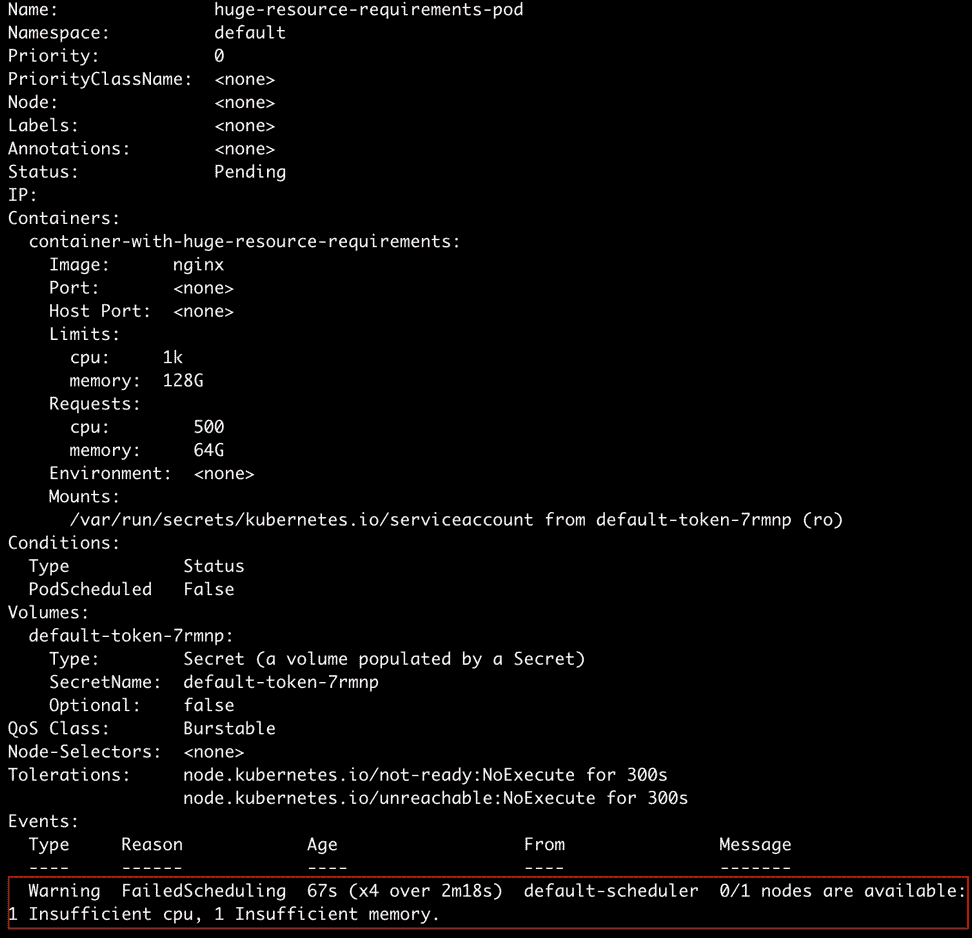 Name:               huge-resource-requirements-pod
Namespace:          default
Priority:           0
PriorityClassName:  <none>
Node:               <none>
Labels:             <none>
Annotations:        <none>
Status:             Pending
IP:
Containers:
  container-with-huge-resource-requirements:
    Image:      nginx
    Port:       <none>
    Host Port:  <none>
    Limits:
      cpu:     1k
      memory:  128G
    Requests:
      cpu:        500
      memory:     64G
    Environment:  <none>
    Mounts:
      /var/run/secrets/kubernetes.io/serviceaccount from default-token-7rmnp (ro)
Conditions:
  Type           Status
  PodScheduled   False
Volumes:
  default-token-7rmnp:
    Type:        Secret (a volume populated by a Secret)
    SecretName:  default-token-7rmnp
    Optional:    false
QoS Class:       Burstable
Node-Selectors:  <none>
Tolerations:     node.kubernetes.io/not-ready:NoExecute for 300s
                 node.kubernetes.io/unreachable:NoExecute for 300s
Events:
  Type     Reason            Age                  From               Message
  ----     ------            ----                 ----               -------
  Warning  FailedScheduling  67s (x4 over 2m18s)  default-scheduler  0/1 nodes are available:
1 Insufficient cpu, 1 Insufficient memory.